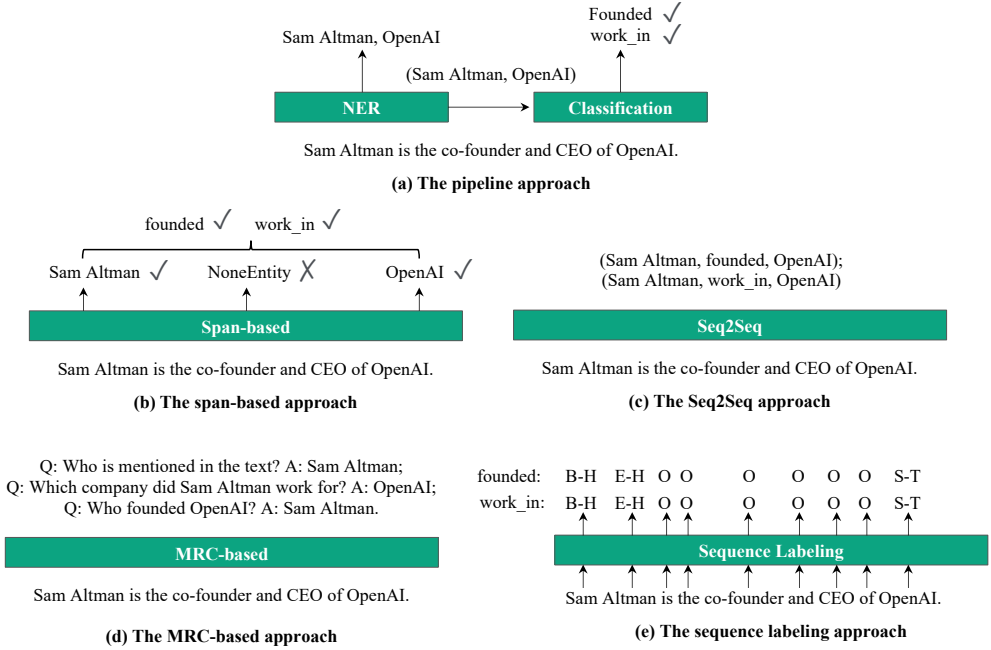 Founded ✓
Sam Altman, OpenAI
work_in ✓
(Sam Altman, OpenAI)
NER
Classification
Sam Altman is the co-founder and CEO of OpenAI.
(a) The pipeline approach
founded ✓ work_in ✓
Sam Altman ✓ NoneEntity ✗ OpenAI ✓
Span-based
Sam Altman is the co-founder and CEO of OpenAI.
(b) The span-based approach
(Sam Altman, founded, OpenAI);
(Sam Altman, work_in, OpenAI)
Seq2Seq
Sam Altman is the co-founder and CEO of OpenAI.
(c) The Seq2Seq approach
Q: Who is mentioned in the text? A: Sam Altman;
Q: Which company did Sam Altman work for? A: OpenAI;
Q: Who founded OpenAI? A: Sam Altman.
MRC-based
Sam Altman is the co-founder and CEO of OpenAI.
(d) The MRC-based approach
founded: B-H E-H O O O O O O S-T
work_in: B-H E-H O O O O O O S-T
Sequence Labeling
Sam Altman is the co-founder and CEO of OpenAI.
(e) The sequence labeling approach